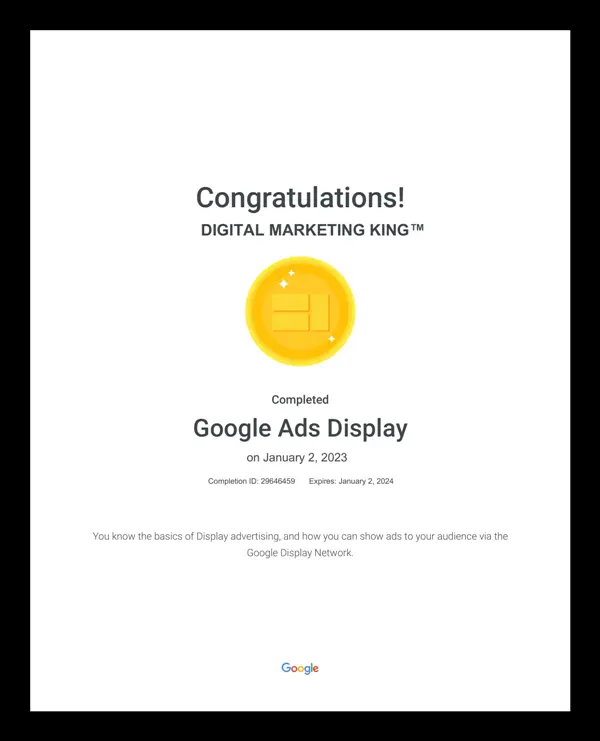 Congratulations!
DIGITAL MARKETING KING™
Completed
Google Ads Display
on January 2, 2023
Completion ID: 29646459 Expires: January 2, 2024
You know the basics of Display advertising, and how you can show ads to your audience via the
Google Display Network.
Google